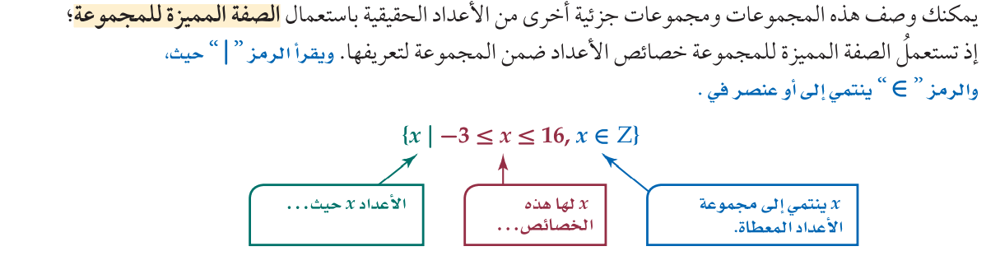 يمكنك وصف هذه المجموعات ومجموعات جزئية أخرى من الأعداد الحقيقية باستعمال الصفة المميزة للمجموعة؛
إذ تستعملُ الصفة المميزة للمجموعة خصائص الأعداد ضمن المجموعة لتعريفها. ويقرأ الرمز ” | “ حيث،
والرمز ” ∈ “ ينتمي إلى أو عنصر في .
{x | −3 ≤ x ≤ 16, x ∈ Z}
x ينتمي إلى مجموعة
الأعداد المعطاة.
x لها هذه
الخصائص...
الأعداد x حيث...